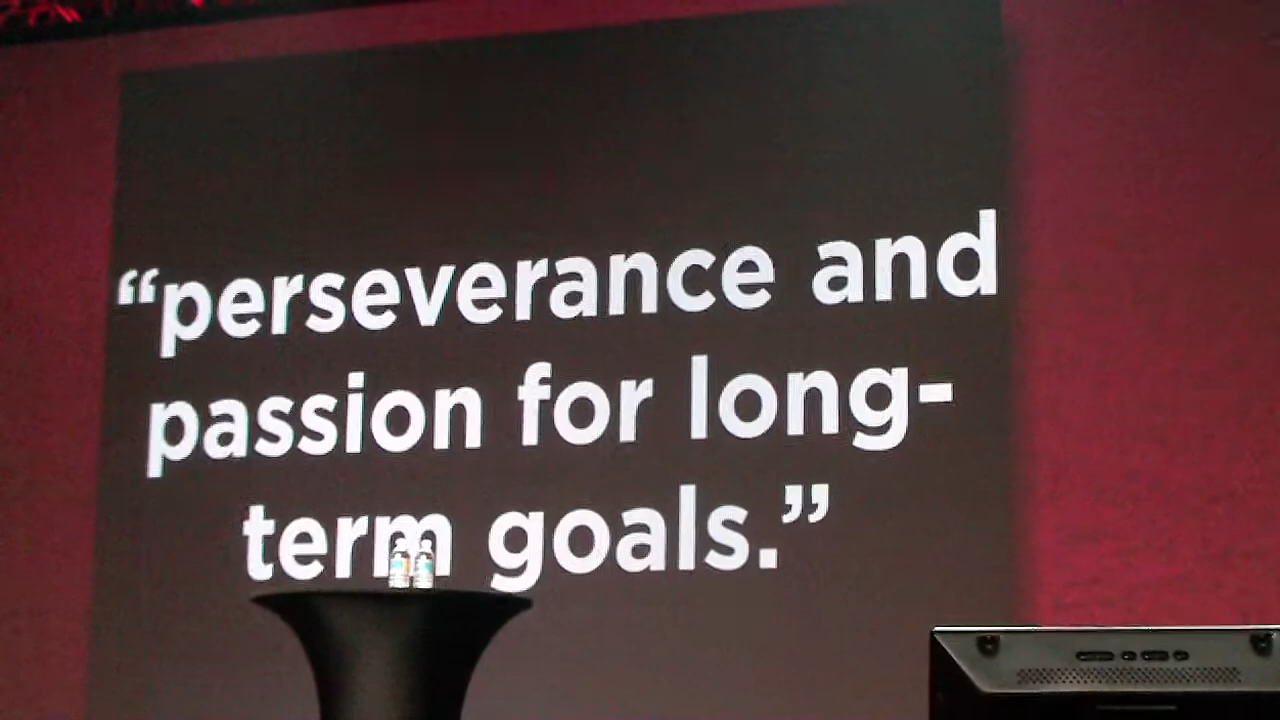 “perseverance and
passion for long-
term goals.”